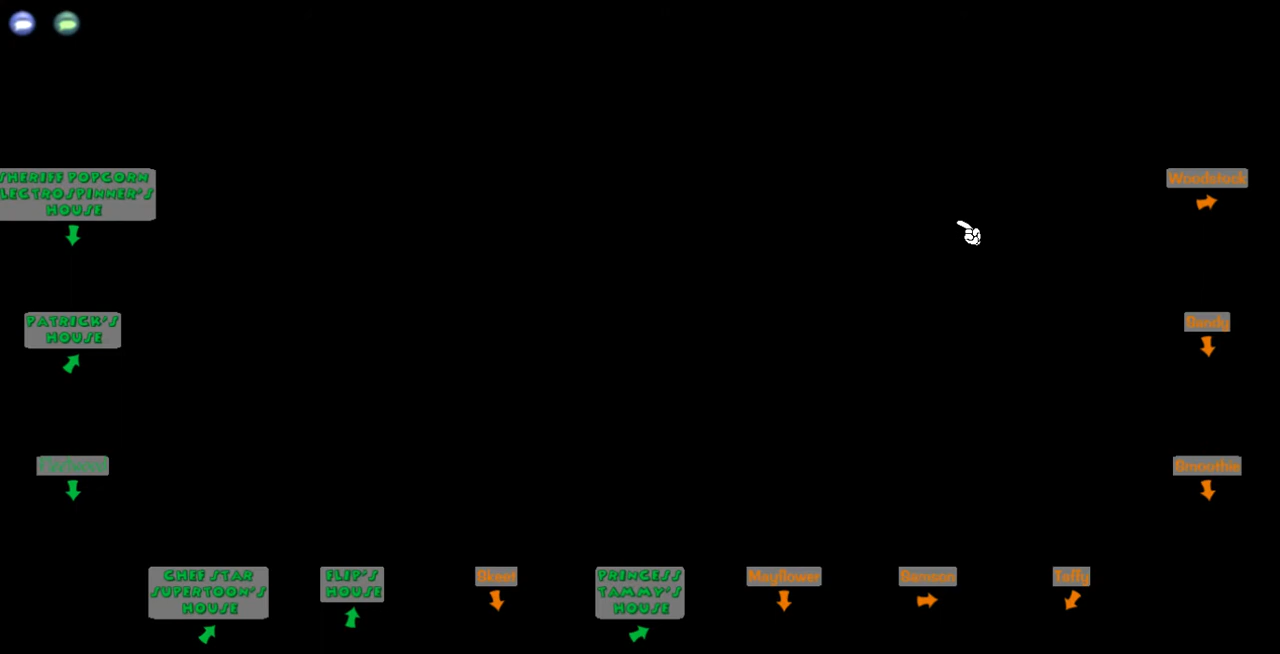 SHERIFF POPCORN
LECTROSPINNER'S
HOUSE
Woodstock
PATRICK'S
HOUSE
Sandy
Smoothie
CHEF STAR
SUPERTOON'S
HOUSE
FLIP'S
HOUSE
Skeet
PRINCESS
TAMMY'S
HOUSE
Mayflower
Samson
Taffy